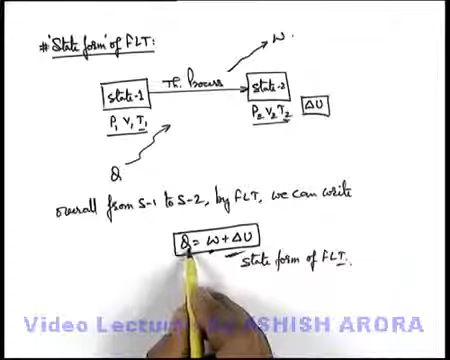 # 'State form' of FLT:
W.
State-1
Th. Process
State-2
P₁ V₁ T₁
P₂ V₂ T₂
ΔU
Q
Overall from S-1 to S-2, by FLT, we can write
Q = W + ΔU
State form of FLT.
Video Lecture by ASHISH ARORA